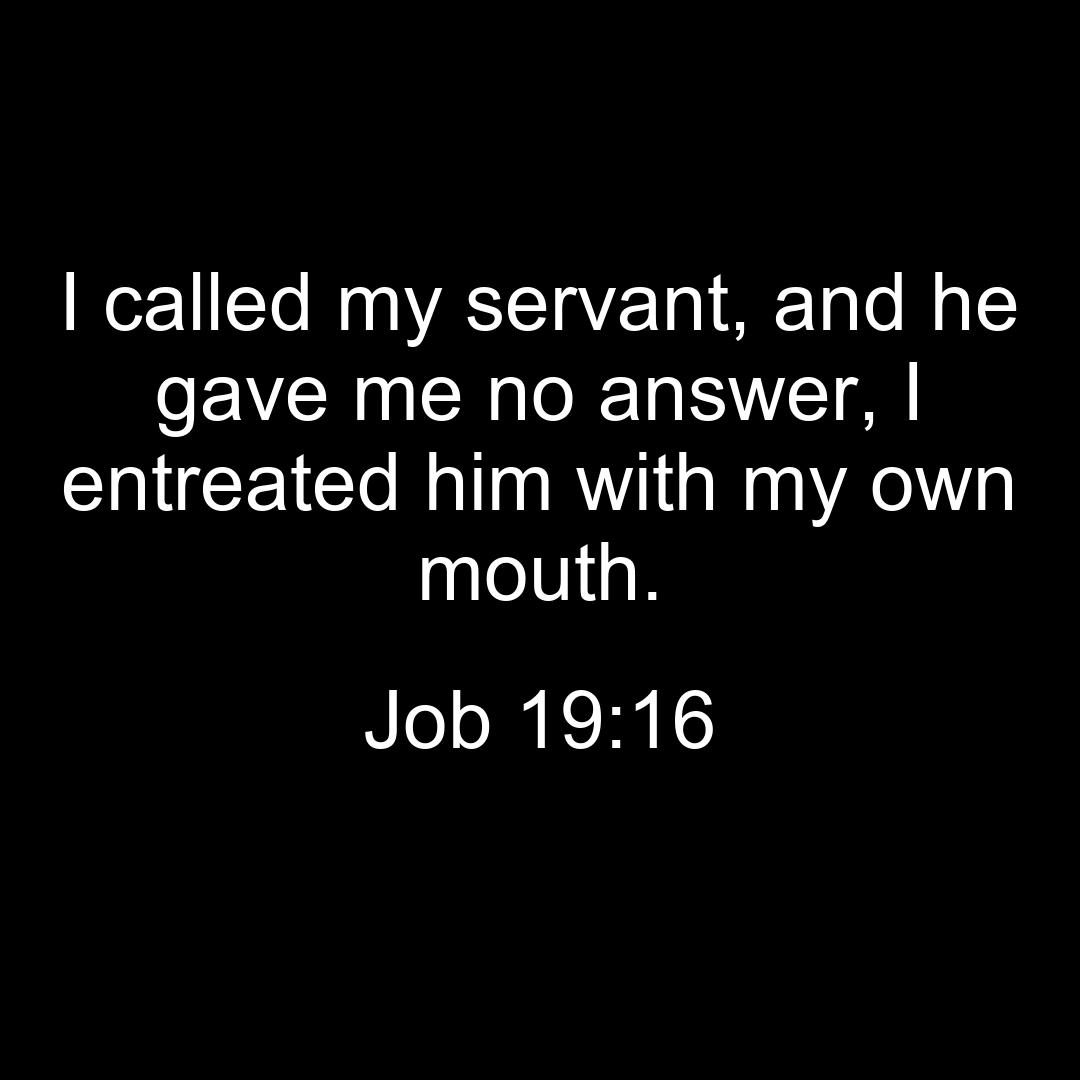 I called my servant, and he
gave me no answer, I
entreated him with my own
mouth.
Job 19:16